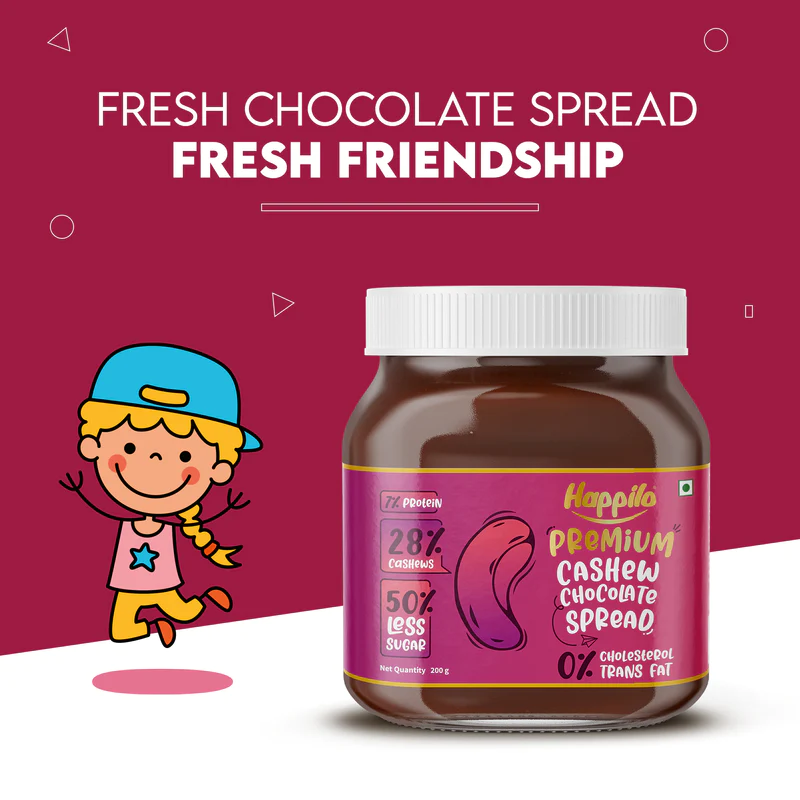 FRESH CHOCOLATE SPREAD
FRESH FRIENDSHIP
Happilo
PREMIUM
CASHEW
CHOCOLATE
SPREAD
7% PROTEIN
28%
CASHEWS
50%
LESS
SUGAR
Net Quantity 200 g
0% CHOLESTEROL
TRANS FAT